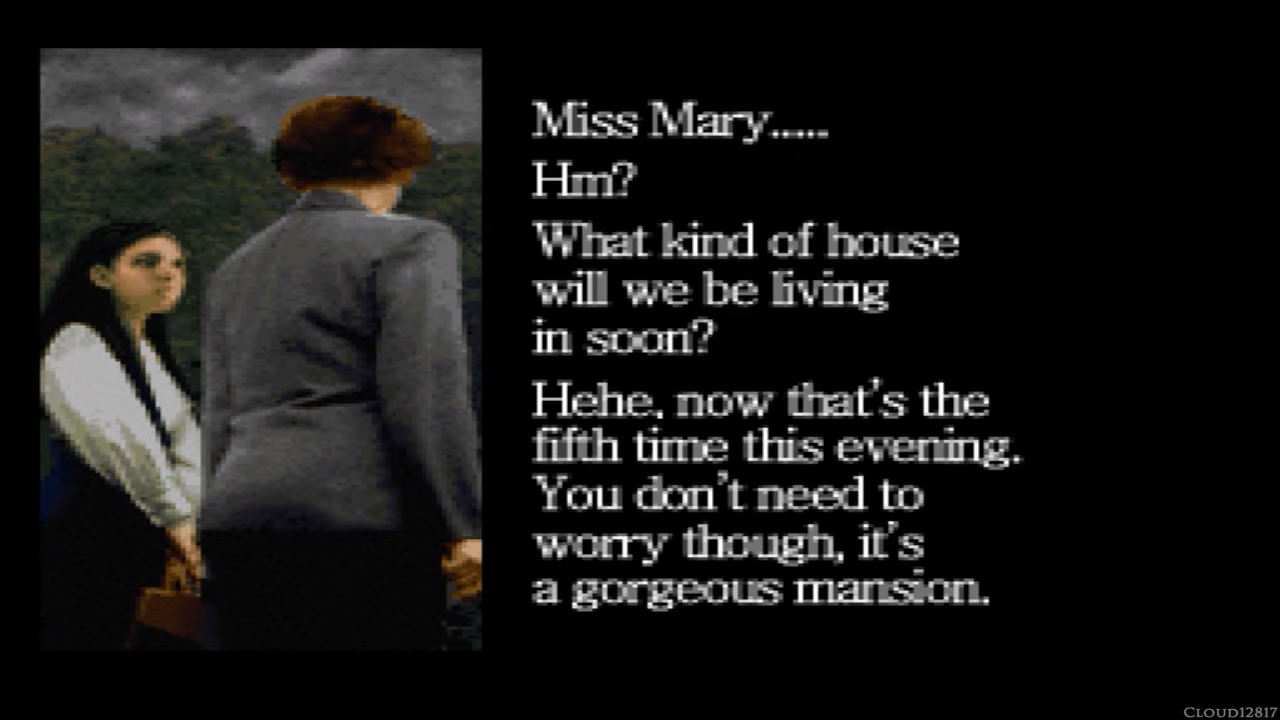 Miss Mary.....
Hm?
What kind of house
will we be living
in soon?
Hehe, now that's the
fifth time this evening.
You don't need to
worry though, it's
a gorgeous mansion.
Cloud12817